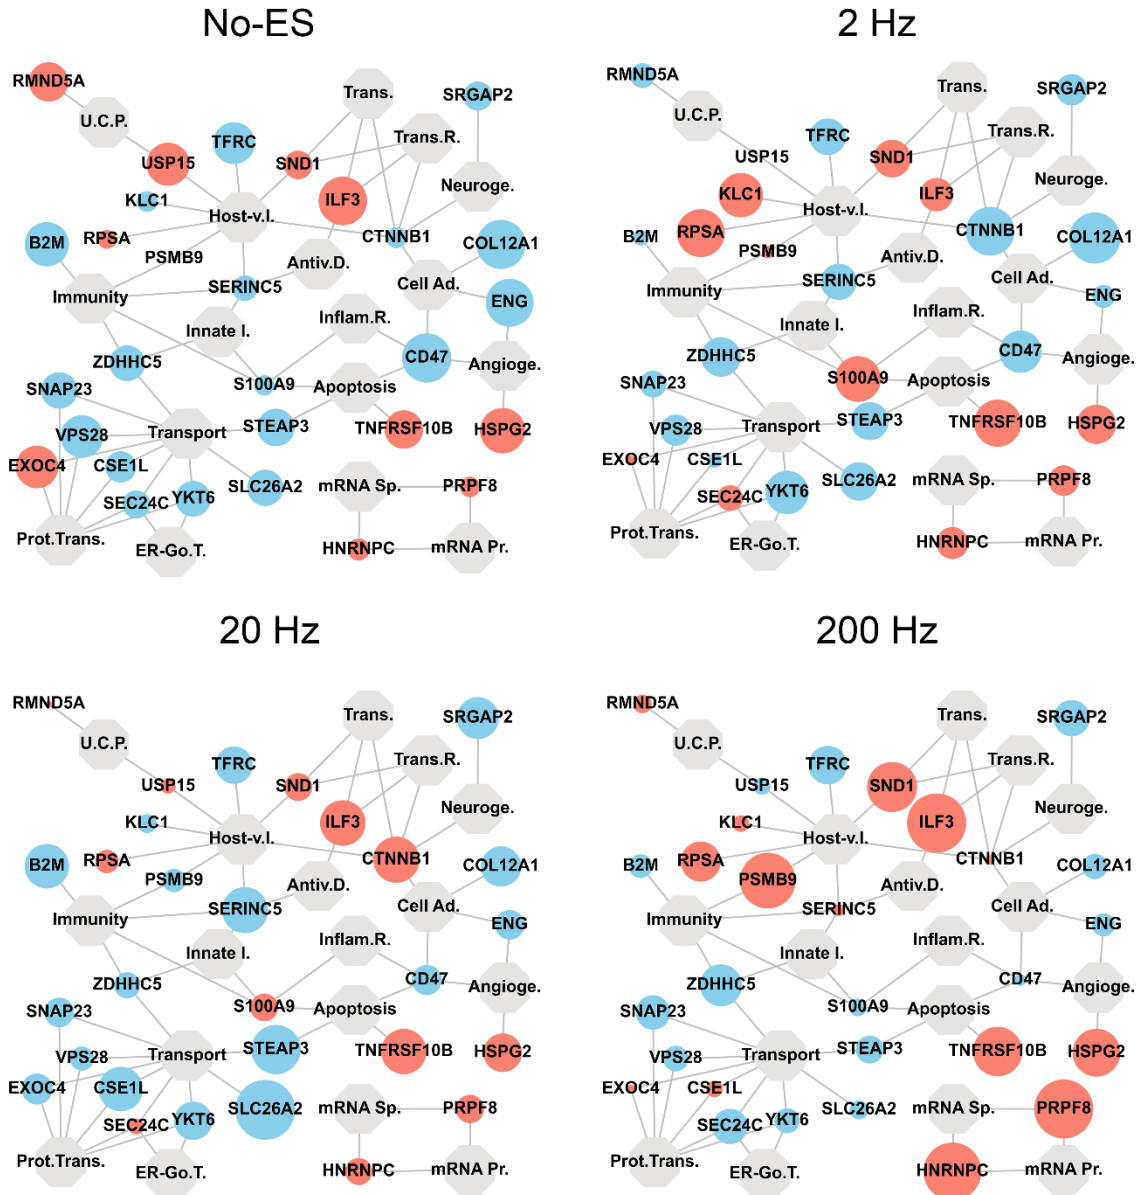 No-ES
RMND5A
Trans.
SRGAP2
U.C.P.
TFRC
Trans.R.
USP15
SND1
Neuroge.
KLC1
ILF3
Host-v.I.
B2M
RPSA
CTNNB1
COL12A1
PSMB9
Antiv.D.
Immunity
SERINC5
Cell Ad.
ENG
Innate I.
Inflam.R.
ZDHHC5
CD47
Angioge.
SNAP23
S100A9
Apoptosis
VPS28
Transport
STEAP3
TNFRSF10B
HSPG2
EXOC4
CSE1L
SLC26A2
mRNA Sp.
PRPF8
SEC24C
YKT6
Prot.Trans.
ER-Go.T.
HNRNPC
mRNA Pr.
2 Hz
RMND5A
Trans.
SRGAP2
U.C.P.
TFRC
Trans.R.
USP15
SND1
Neuroge.
KLC1
ILF3
Host-v.I.
B2M
RPSA
CTNNB1
COL12A1
PSMB9
Antiv.D.
Immunity
SERINC5
Cell Ad.
ENG
Innate I.
Inflam.R.
ZDHHC5
CD47
Angioge.
SNAP23
S100A9
Apoptosis
VPS28
Transport
STEAP3
TNFRSF10B
HSPG2
EXOC4
CSE1L
SLC26A2
mRNA Sp.
PRPF8
SEC24C
YKT6
Prot.Trans.
ER-Go.T.
HNRNPC
mRNA Pr.
20 Hz
RMND5A
Trans.
SRGAP2
U.C.P.
TFRC
Trans.R.
USP15
SND1
Neuroge.
KLC1
ILF3
Host-v.I.
B2M
RPSA
CTNNB1
COL12A1
PSMB9
Antiv.D.
Immunity
SERINC5
Cell Ad.
ENG
Innate I.
Inflam.R.
ZDHHC5
CD47
Angioge.
SNAP23
S100A9
Apoptosis
VPS28
Transport
STEAP3
TNFRSF10B
HSPG2
EXOC4
CSE1L
SLC26A2
mRNA Sp.
PRPF8
SEC24C
YKT6
Prot.Trans.
ER-Go.T.
HNRNPC
mRNA Pr.
200 Hz
RMND5A
Trans.
SRGAP2
U.C.P.
TFRC
Trans.R.
USP15
SND1
Neuroge.
KLC1
ILF3
Host-v.I.
B2M
RPSA
CTNNB1
COL12A1
PSMB9
Antiv.D.
Immunity
SERINC5
Cell Ad.
ENG
Innate I.
Inflam.R.
ZDHHC5
CD47
Angioge.
SNAP23
S100A9
Apoptosis
VPS28
Transport
STEAP3
TNFRSF10B
HSPG2
EXOC4
CSE1L
SLC26A2
mRNA Sp.
PRPF8
SEC24C
YKT6
Prot.Trans.
ER-Go.T.
HNRNPC
mRNA Pr.